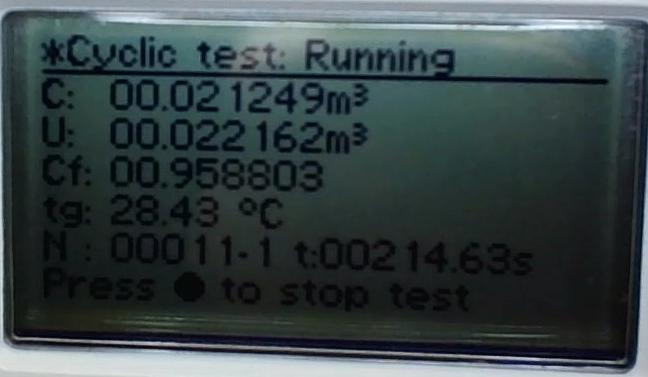 *Cyclic test: Running
C: 00.021249m³
U: 00.022162m³
Cf: 00.958803
tg: 28.43 °C
N : 00011-1 t:00214.63s
Press ● to stop test